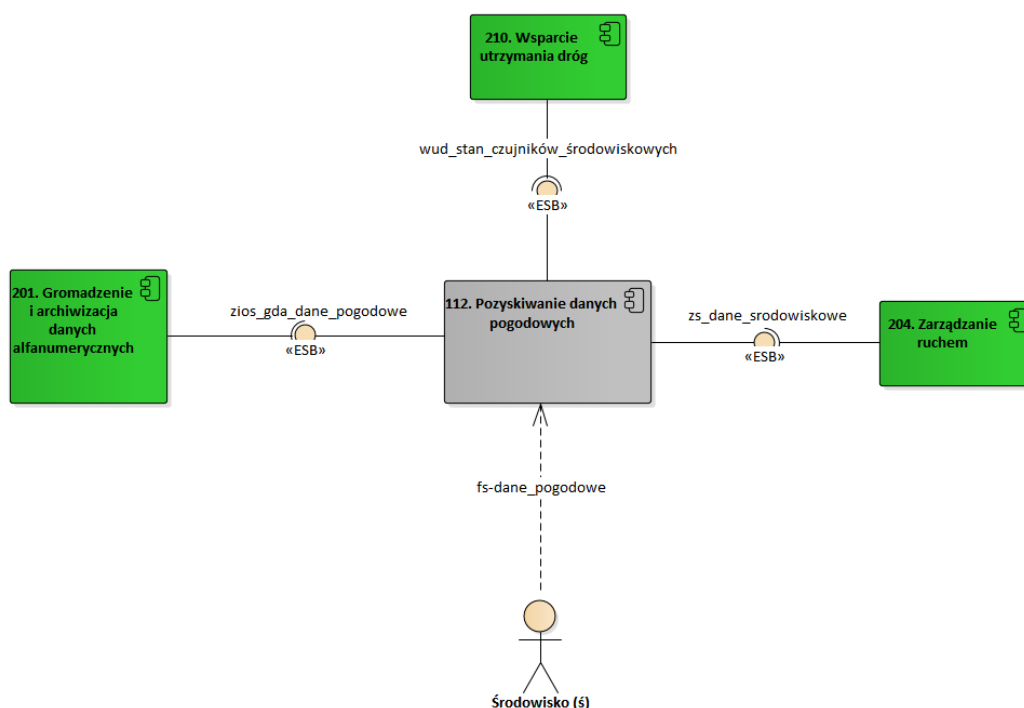 210. Wsparcie
utrzymania dróg
wud_stan_czujników_środowiskowych
«ESB»
201. Gromadzenie
i archiwizacja
danych
alfanumerycznych
zios_gda_dane_pogodowe
«ESB»
112. Pozyskiwanie danych
pogodowych
zs_dane_srodowiskowe
«ESB»
204. Zarządzanie
ruchem
fs-dane_pogodowe
Środowisko (ś)